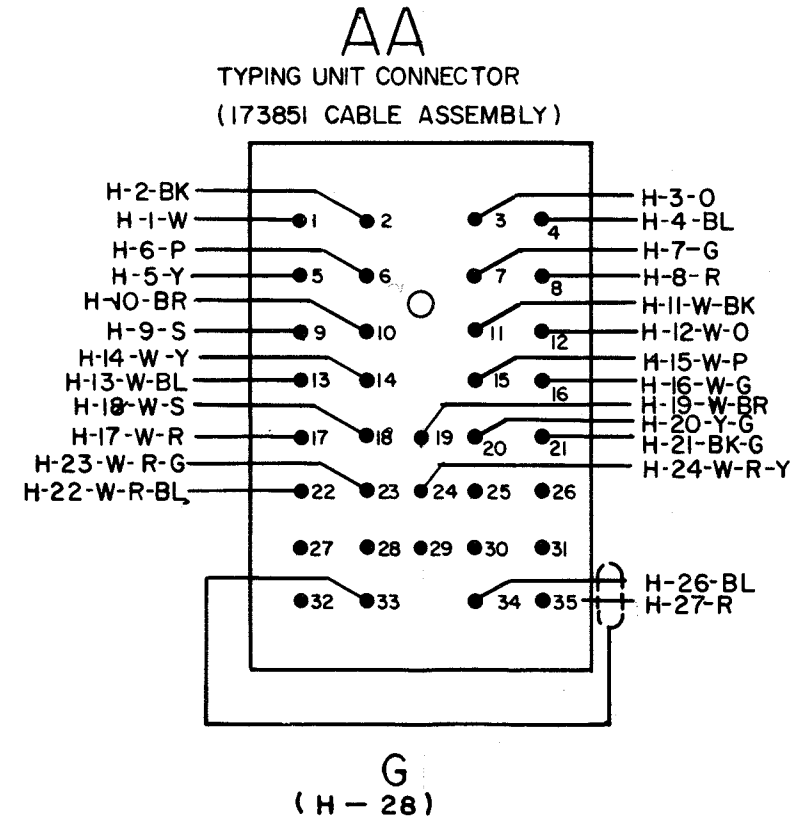 AA
TYPING UNIT CONNECTOR
(173851 CABLE ASSEMBLY)
H-2-BK
H-3-O
H-1-W
1 2 3 4
H-4-BL
H-6-P
H-7-G
H-5-Y
5 6 7 8
H-8-R
H-10-BR
H-11-W-BK
H-9-S
9 10 11 12
H-12-W-O
H-14-W-Y
H-15-W-P
H-13-W-BL
13 14 15 16
H-16-W-G
H-18-W-S
H-19-W-BR
H-20-Y-G
H-17-W-R
17 18 19 20 21
H-21-BK-G
H-23-W-R-G
H-24-W-R-Y
H-22-W-R-BL
22 23 24 25 26
27 28 29 30 31
H-26-BL
32 33 34 35
H-27-R
G
(H-28)